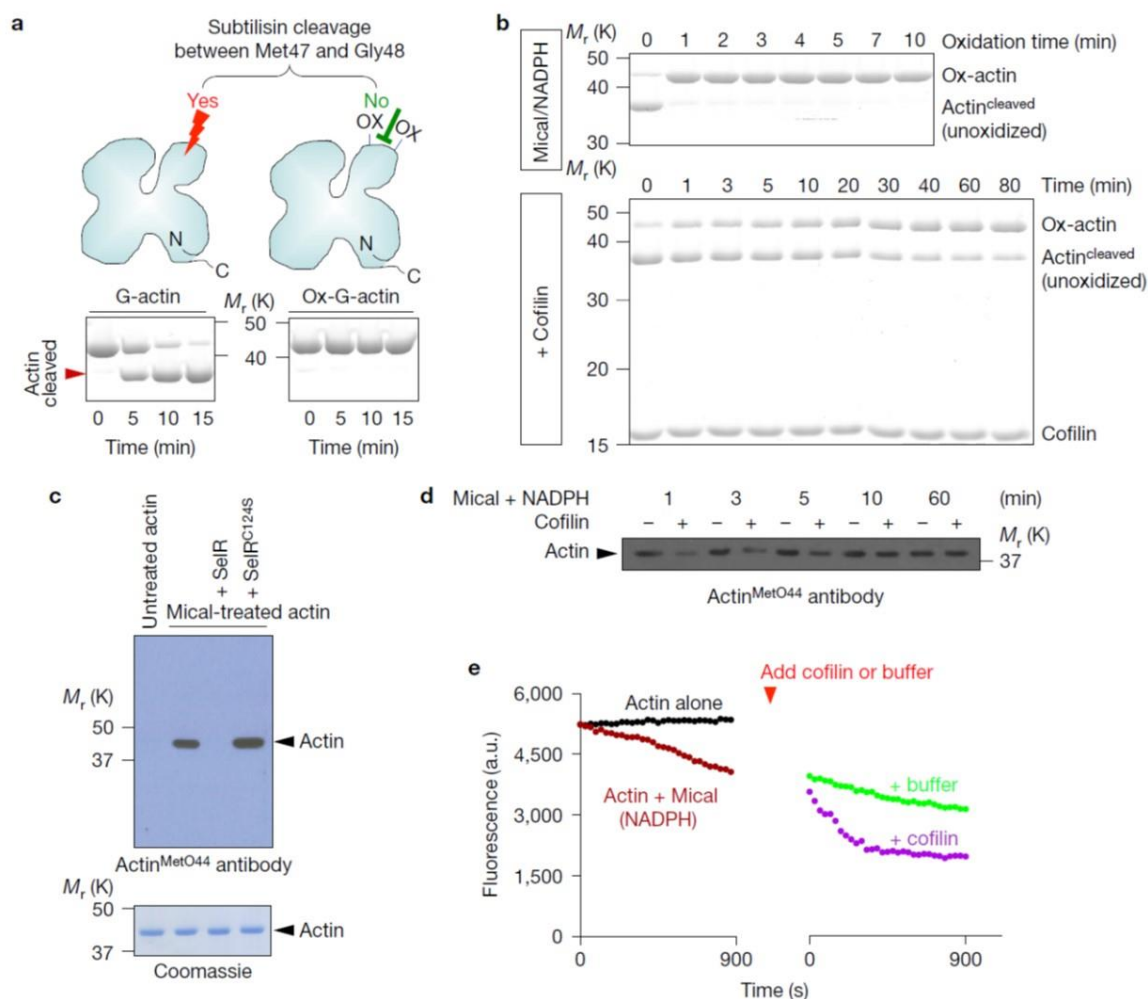 a
Subtilisin cleavage
between Met47 and Gly48
Yes
No
OX
OX
N
C
N
C
G-actin
Mr (K)
Ox-G-actin
50
40
Actin
cleaved
0 5 10 15
0 5 10 15
Time (min)
Time (min)
b
Mical/NADPH
Mr (K)
0 1 2 3 4 5 7 10
Oxidation time (min)
50
40
30
Ox-actin
Actincleaved
(unoxidized)
+ Cofilin
Mr (K)
0 1 3 5 10 20 30 40 60 80
Time (min)
50
40
30
20
15
Ox-actin
Actincleaved
(unoxidized)
Cofilin
c
Untreated actin
+ SelR
+ SelRC124S
Mical-treated actin
Mr (K)
50
37
Actin
ActinMetO44 antibody
Mr (K)
50
37
Actin
Coomassie
d
Mical + NADPH 1 3 5 10 60 (min)
Cofilin – + – + – + – + – +
Mr (K)
Actin
37
ActinMetO44 antibody
e
Add cofilin or buffer
Fluorescence (a.u.)
6,000
4,500
3,000
1,500
0
Actin alone
Actin + Mical
(NADPH)
+ buffer
+ cofilin
0 900
0 900
Time (s)